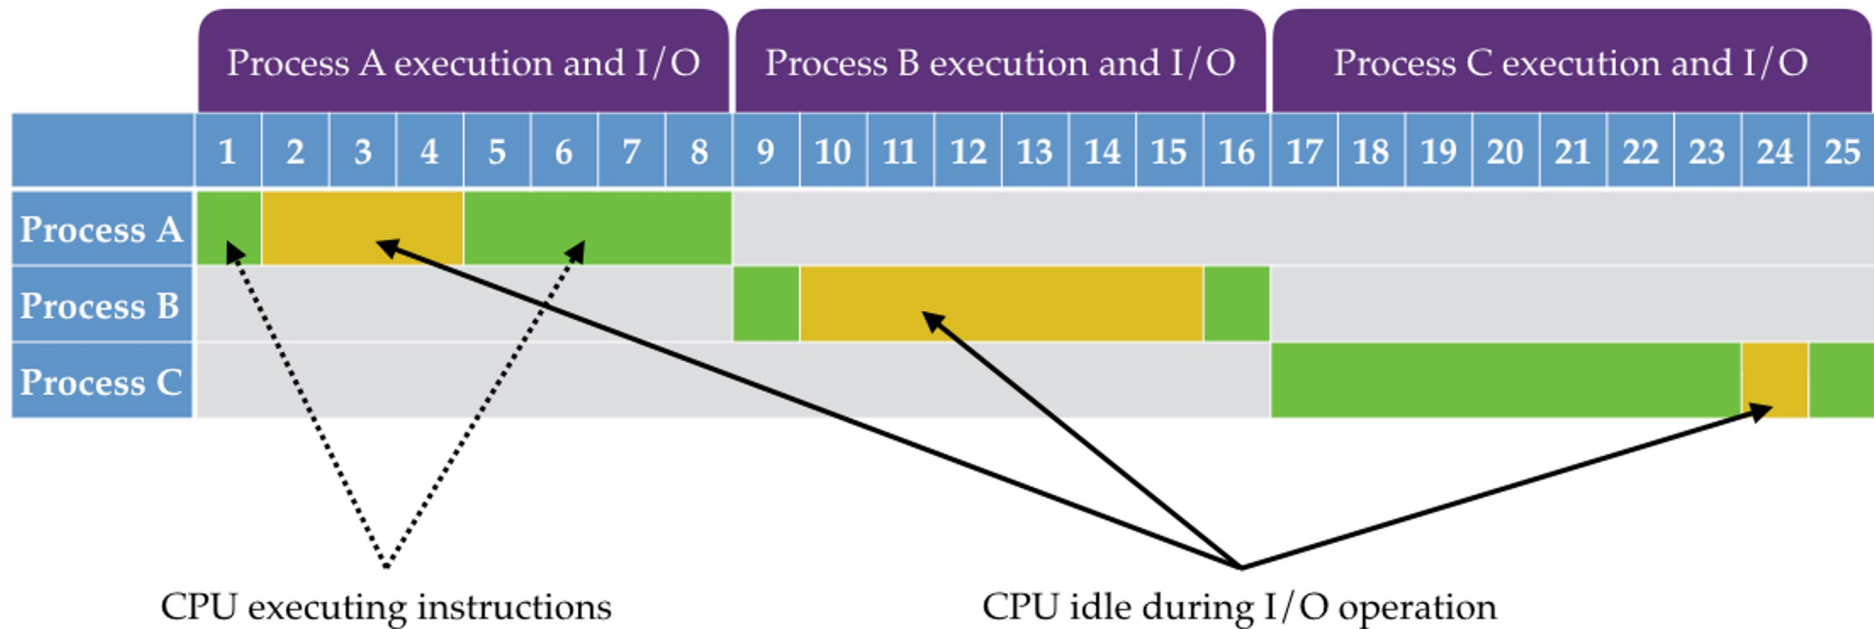 Process A execution and I/O Process B execution and I/O Process C execution and I/O
1 2 3 4 5 6 7 8 9 10 11 12 13 14 15 16 17 18 19 20 21 22 23 24 25
Process A
Process B
Process C
CPU executing instructions CPU idle during I/O operation